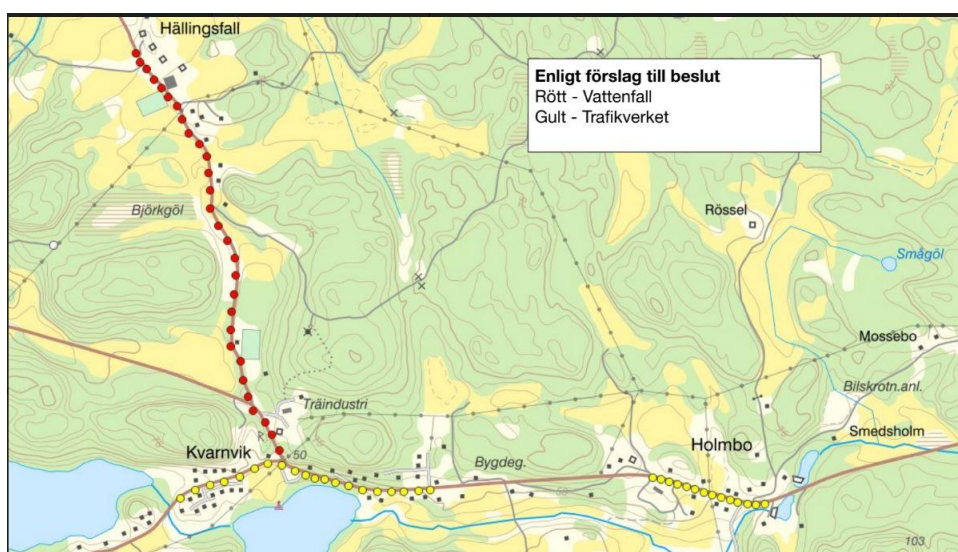 Hällingsfall
Enligt förslag till beslut
Rött - Vattenfall
Gult - Trafikverket
Björkgöl
Rössel
Smågöl
Mossebo
Bilskrotn.anl.
Träindustri
Smedsholm
Kvarnvik
50
Holmbo
Bygdeg.
103